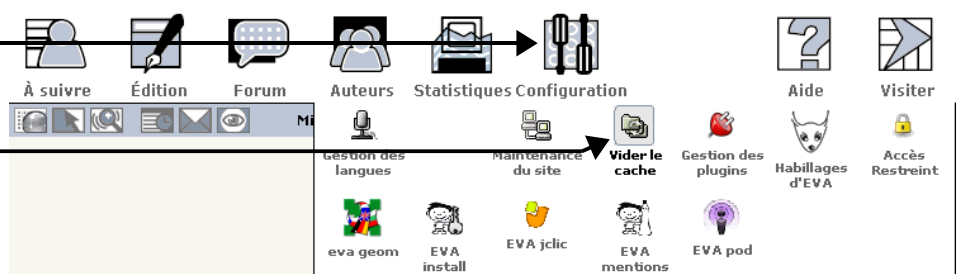 À suivre Édition Forum Auteurs Statistiques Configuration Aide Visiter
Mi
Gestion des langues
Maintenance du site
Vider le cache
Gestion des plugins
Habillages d'EVA
Accès Restreint
eva geom
EVA install
EVA jclic
EVA mentions
EVA pod